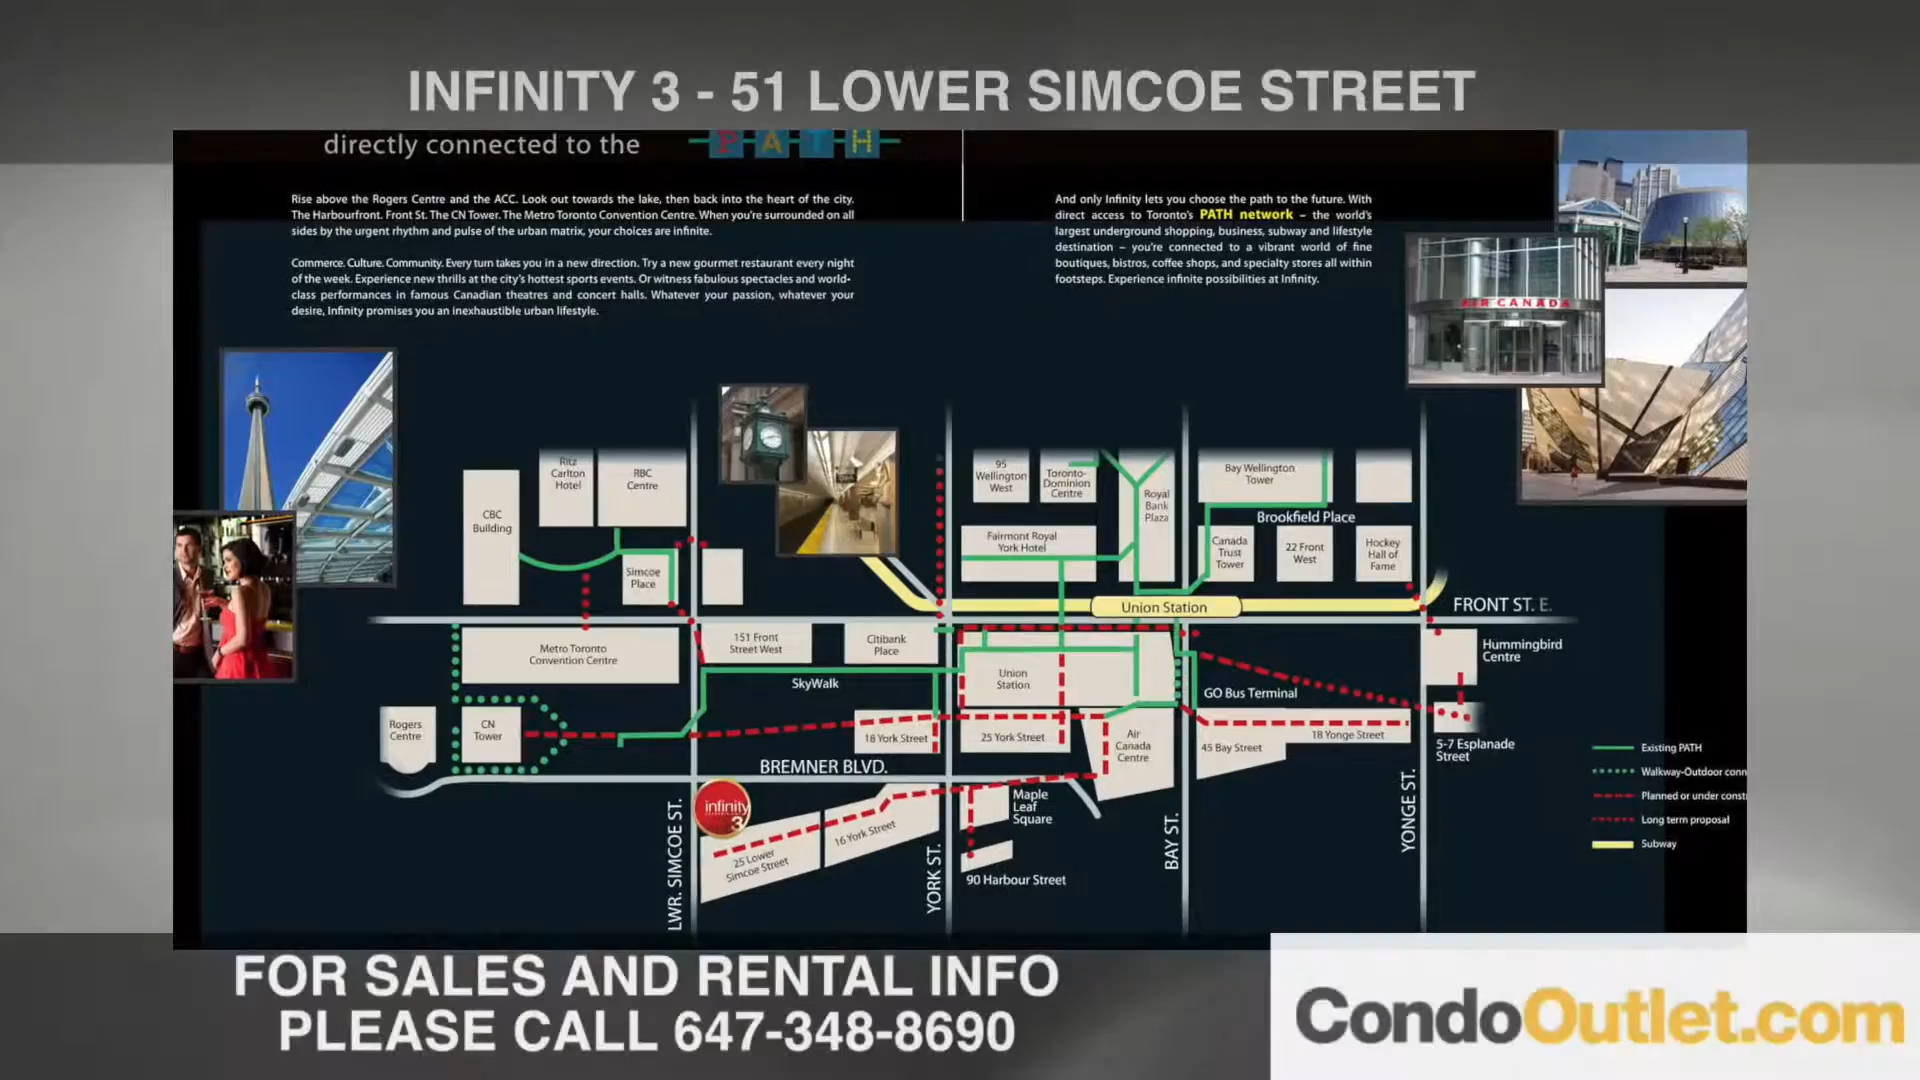 INFINITY 3 - 51 LOWER SIMCOE STREET
directly connected to the PATH
Rise above the Rogers Centre and the ACC. Look out towards the lake, then back into the heart of the city.
The Harbourfront. Front St. The CN Tower. The Metro Toronto Convention Centre. When you're surrounded on all
sides by the urgent rhythm and pulse of the urban matrix, your choices are infinite.
Commerce. Culture. Community. Every turn takes you in a new direction. Try a new gourmet restaurant every night
of the week. Experience new thrills at the city's hottest sports events. Or witness fabulous spectacles and world-
class performances in famous Canadian theatres and concert halls. Whatever your passion, whatever your
desire, Infinity promises you an inexhaustible urban lifestyle.
And only Infinity lets you choose the path to the future. With
direct access to Toronto's PATH network – the world's
largest underground shopping, business, subway and lifestyle
destination – you're connected to a vibrant world of fine
boutiques, bistros, coffee shops, and specialty stores all within
footsteps. Experience infinite possibilities at Infinity.
AIR CANADA
Ritz
Carlton
Hotel
RBC
Centre
CBC
Building
Simcoe
Place
95
Wellington
West
Toronto-
Dominion
Centre
Royal
Bank
Plaza
Bay Wellington
Tower
Brookfield Place
Fairmont Royal
York Hotel
Canada
Trust
Tower
22 Front
West
Hockey
Hall of
Fame
Union Station
FRONT ST. E.
Metro Toronto
Convention Centre
151 Front
Street West
Citibank
Place
SkyWalk
Union
Station
GO Bus Terminal
Hummingbird
Centre
Rogers
Centre
CN
Tower
18 York Street
25 York Street
Air
Canada
Centre
45 Bay Street
18 Yonge Street
5-7 Esplanade
Street
BREMNER BLVD.
infinity
3
25 Lower
Simcoe Street
16 York Street
Maple
Leaf
Square
90 Harbour Street
LWR. SIMCOE ST.
YORK ST.
BAY ST.
YONGE ST.
Existing PATH
Walkway-Outdoor conn
Planned or under constr
Long term proposal
Subway
FOR SALES AND RENTAL INFO
PLEASE CALL 647-348-8690
CondoOutlet.com